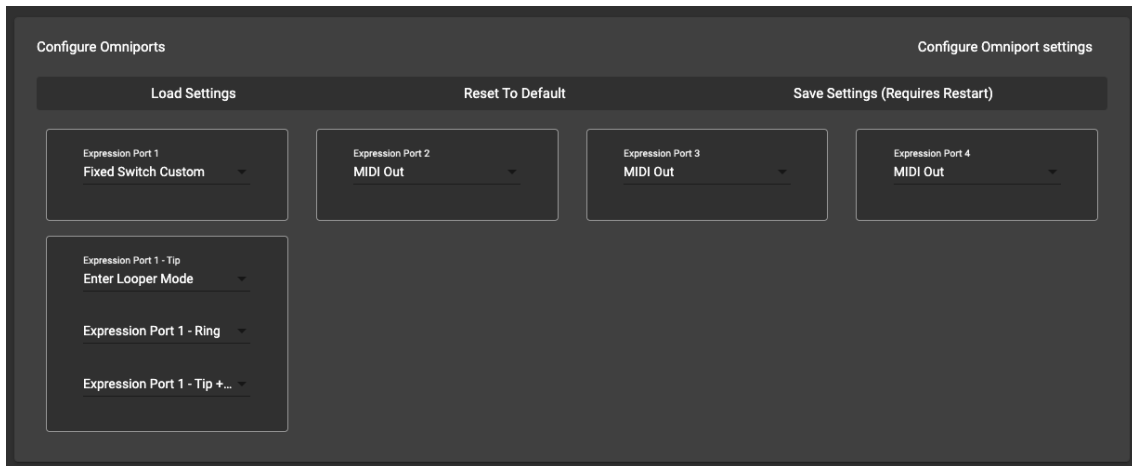 Configure Omniports
Configure Omniport settings
Load Settings
Reset To Default
Save Settings (Requires Restart)
Expression Port 1
Fixed Switch Custom
Expression Port 2
MIDI Out
Expression Port 3
MIDI Out
Expression Port 4
MIDI Out
Expression Port 1 - Tip
Enter Looper Mode
Expression Port 1 - Ring
Expression Port 1 - Tip +...